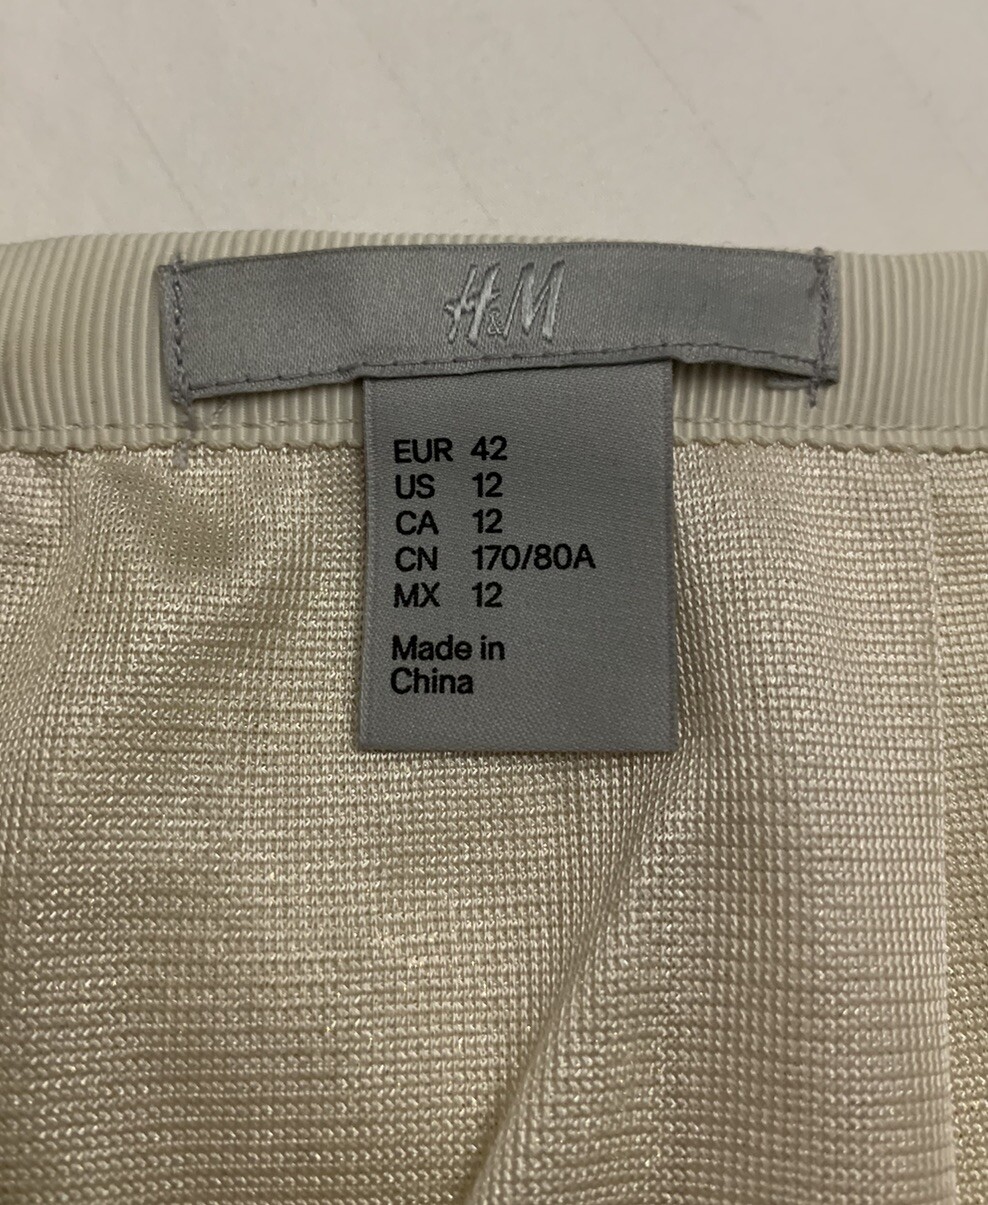 H&M
EUR 42
US 12
CA 12
CN 170/80A
MX 12
Made in
China